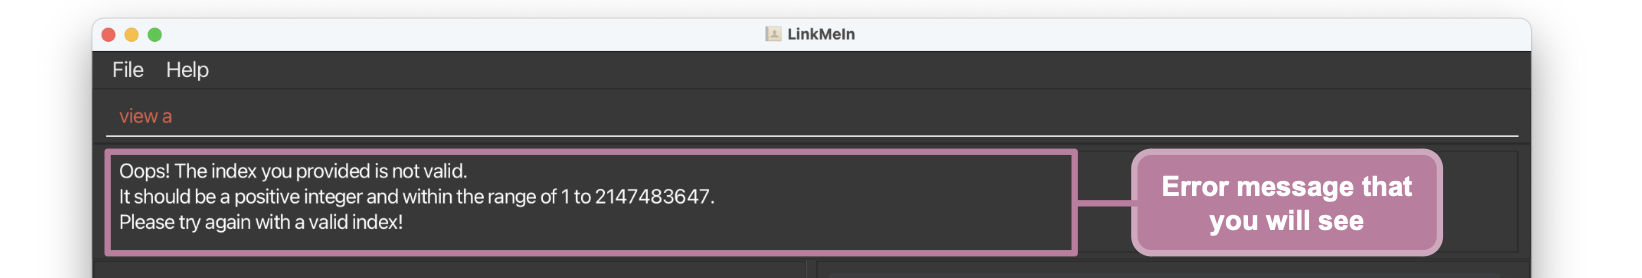 LinkMeIn
File Help
view a
Oops! The index you provided is not valid.
It should be a positive integer and within the range of 1 to 2147483647.
Please try again with a valid index!
Error message that
you will see